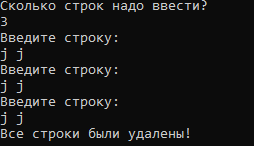 Сколько строк надо ввести?
3
Введите строку:
j j
Введите строку:
j j
Введите строку:
j j
Все строки были удалены!